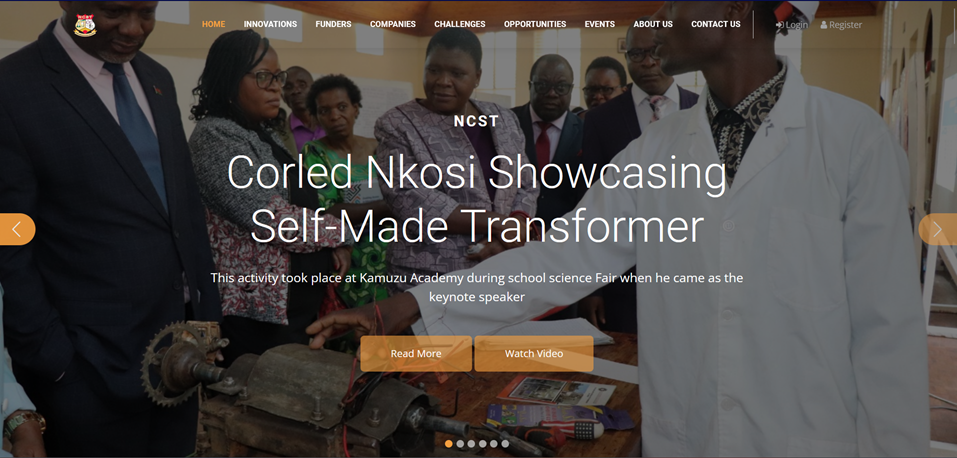 HOME INNOVATIONS FUNDERS COMPANIES CHALLENGES OPPORTUNITIES EVENTS ABOUT US CONTACT US Login Register
NCST
Corled Nkosi Showcasing
Self-Made Transformer
This activity took place at Kamuzu Academy during school science Fair when he came as the
keynote speaker
Read More Watch Video